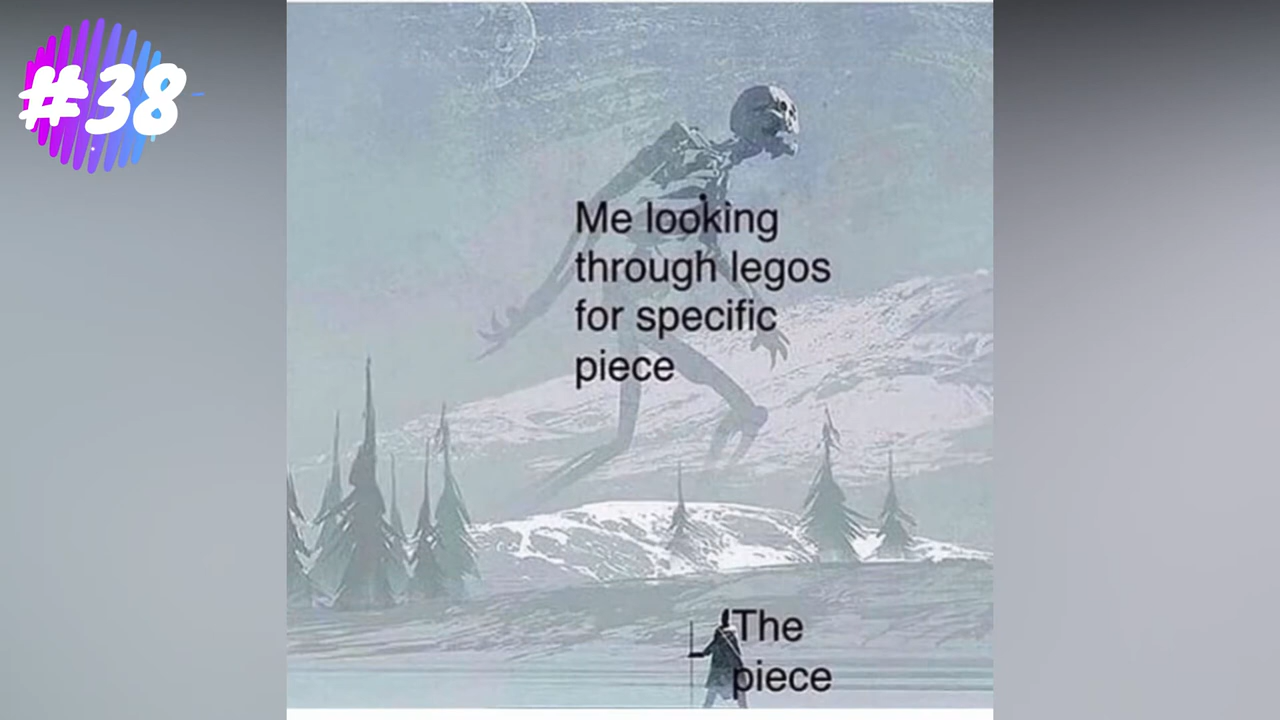 #38
Me looking
through legos
for specific
piece
The
piece